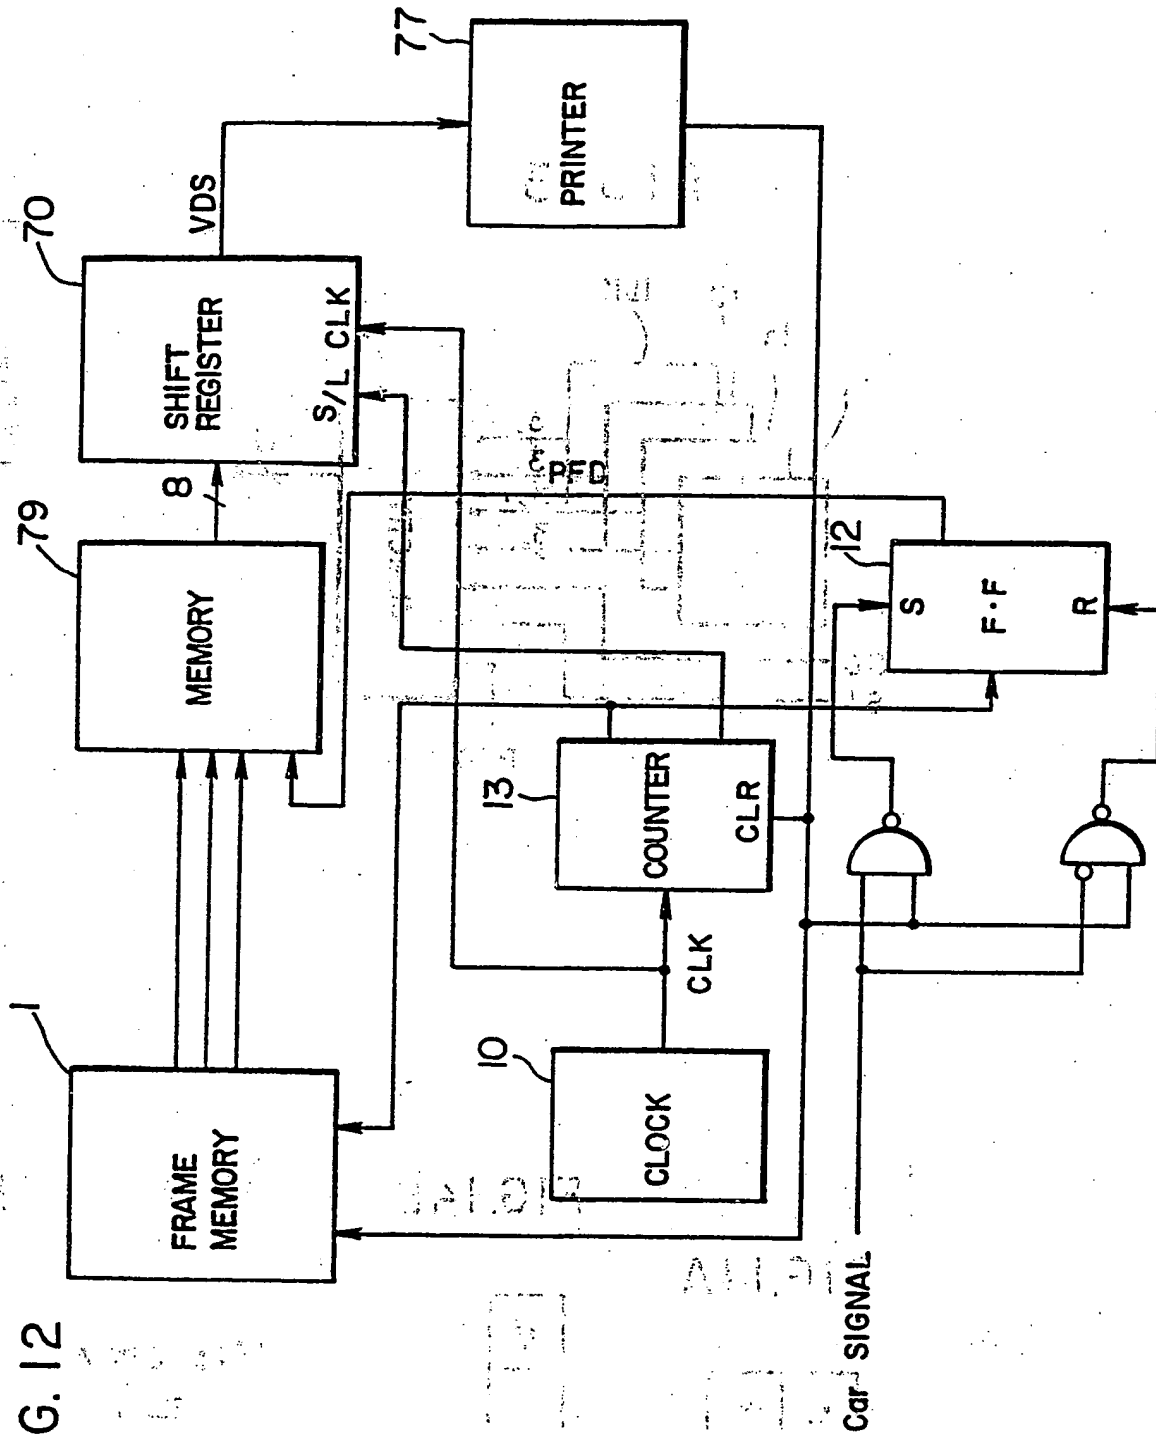 G. 12
1
FRAME
MEMORY
79
MEMORY
8
70
SHIFT
REGISTER
S/L CLK
VDS
77
PRINTER
10
CLOCK
CLK
13
COUNTER
CLR
PFD
12
S
F·F
R
Car SIGNAL